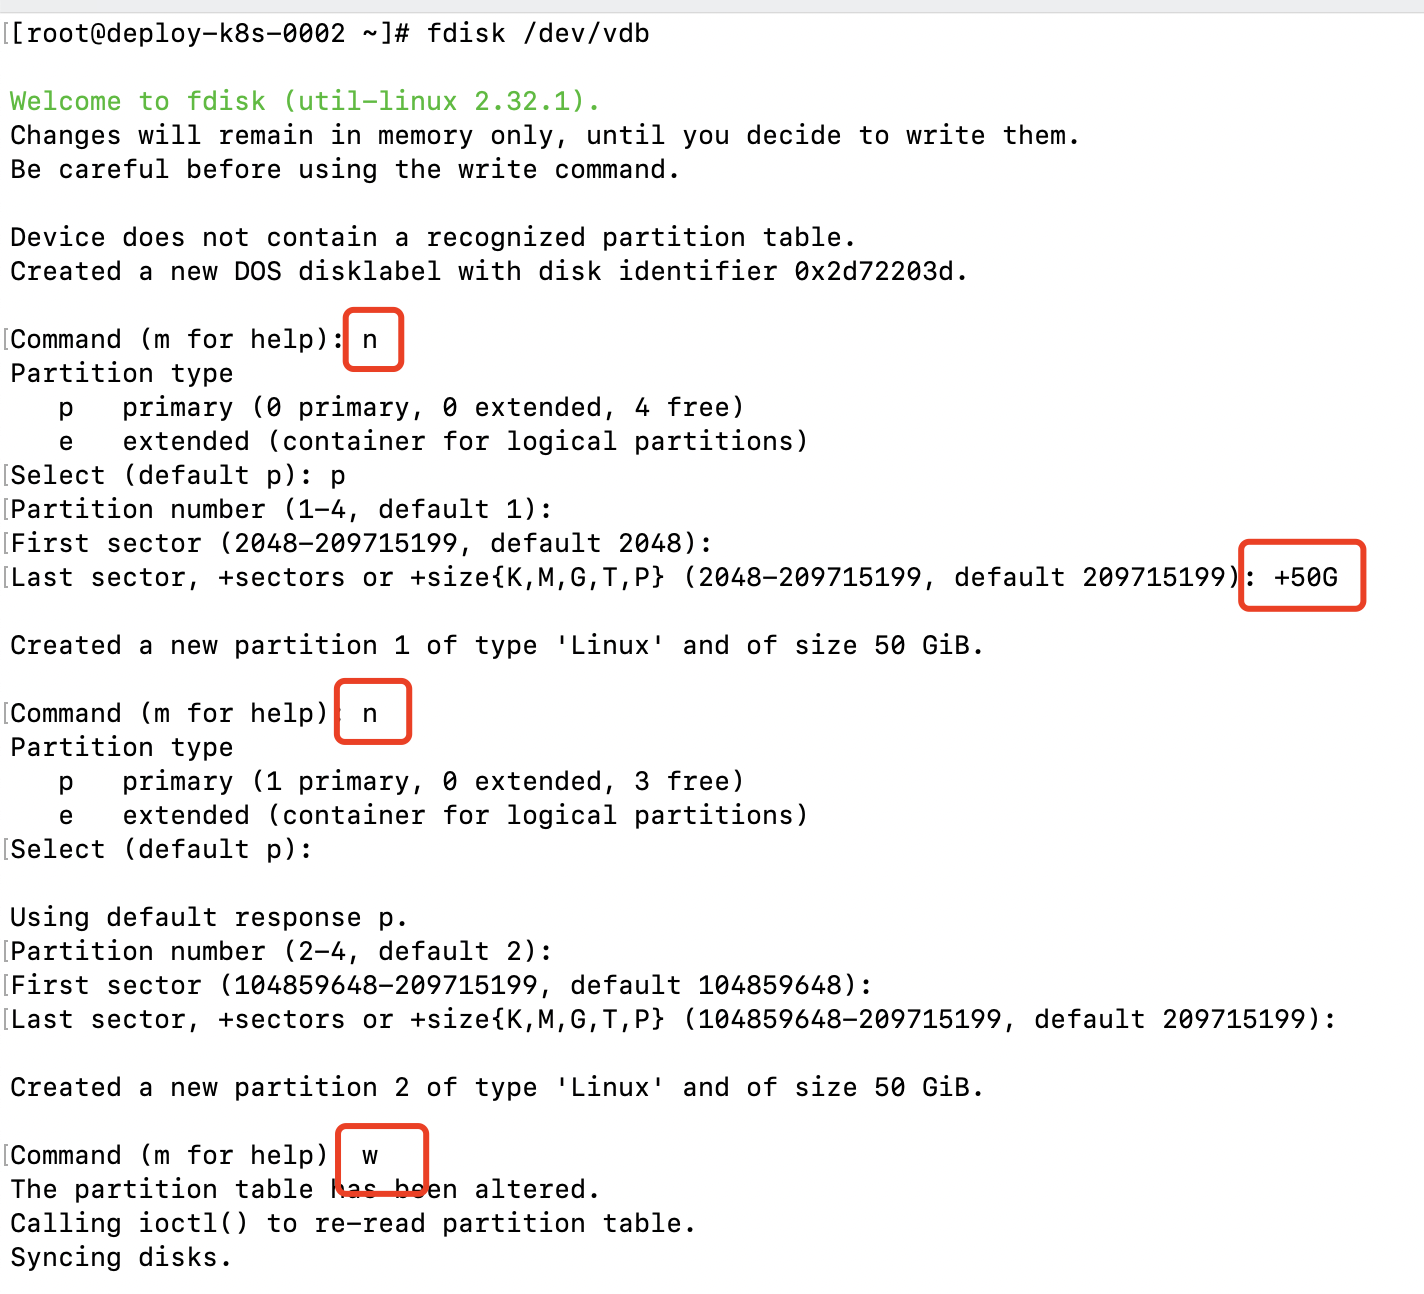 [root@deploy-k8s-0002 ~]# fdisk /dev/vdb
Welcome to fdisk (util-linux 2.32.1).
Changes will remain in memory only, until you decide to write them.
Be careful before using the write command.
Device does not contain a recognized partition table.
Created a new DOS disklabel with disk identifier 0x2d72203d.
Command (m for help): n
Partition type
   p   primary (0 primary, 0 extended, 4 free)
   e   extended (container for logical partitions)
Select (default p): p
Partition number (1-4, default 1):
First sector (2048-209715199, default 2048):
Last sector, +sectors or +size{K,M,G,T,P} (2048-209715199, default 209715199): +50G
Created a new partition 1 of type 'Linux' and of size 50 GiB.
Command (m for help): n
Partition type
   p   primary (1 primary, 0 extended, 3 free)
   e   extended (container for logical partitions)
Select (default p):
Using default response p.
Partition number (2-4, default 2):
First sector (104859648-209715199, default 104859648):
Last sector, +sectors or +size{K,M,G,T,P} (104859648-209715199, default 209715199):
Created a new partition 2 of type 'Linux' and of size 50 GiB.
Command (m for help) w
The partition table has been altered.
Calling ioctl() to re-read partition table.
Syncing disks.